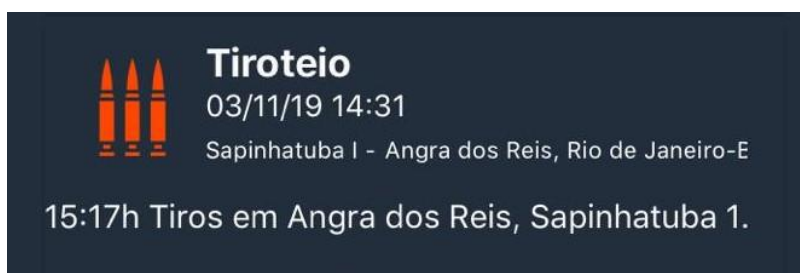 Tiroteio
03/11/19 14:31
Sapinhatuba I - Angra dos Reis, Rio de Janeiro-E
15:17h Tiros em Angra dos Reis, Sapinhatuba 1.